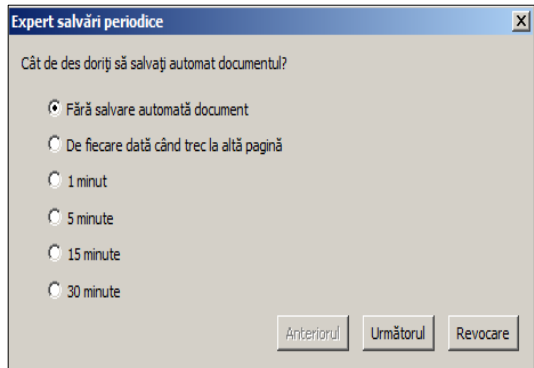 Expert salvări periodice
Cât de des doriţi să salvaţi automat documentul?
Fără salvare automată document
De fiecare dată când trec la altă pagină
1 minut
5 minute
15 minute
30 minute
Anteriorul Următorul Revocare